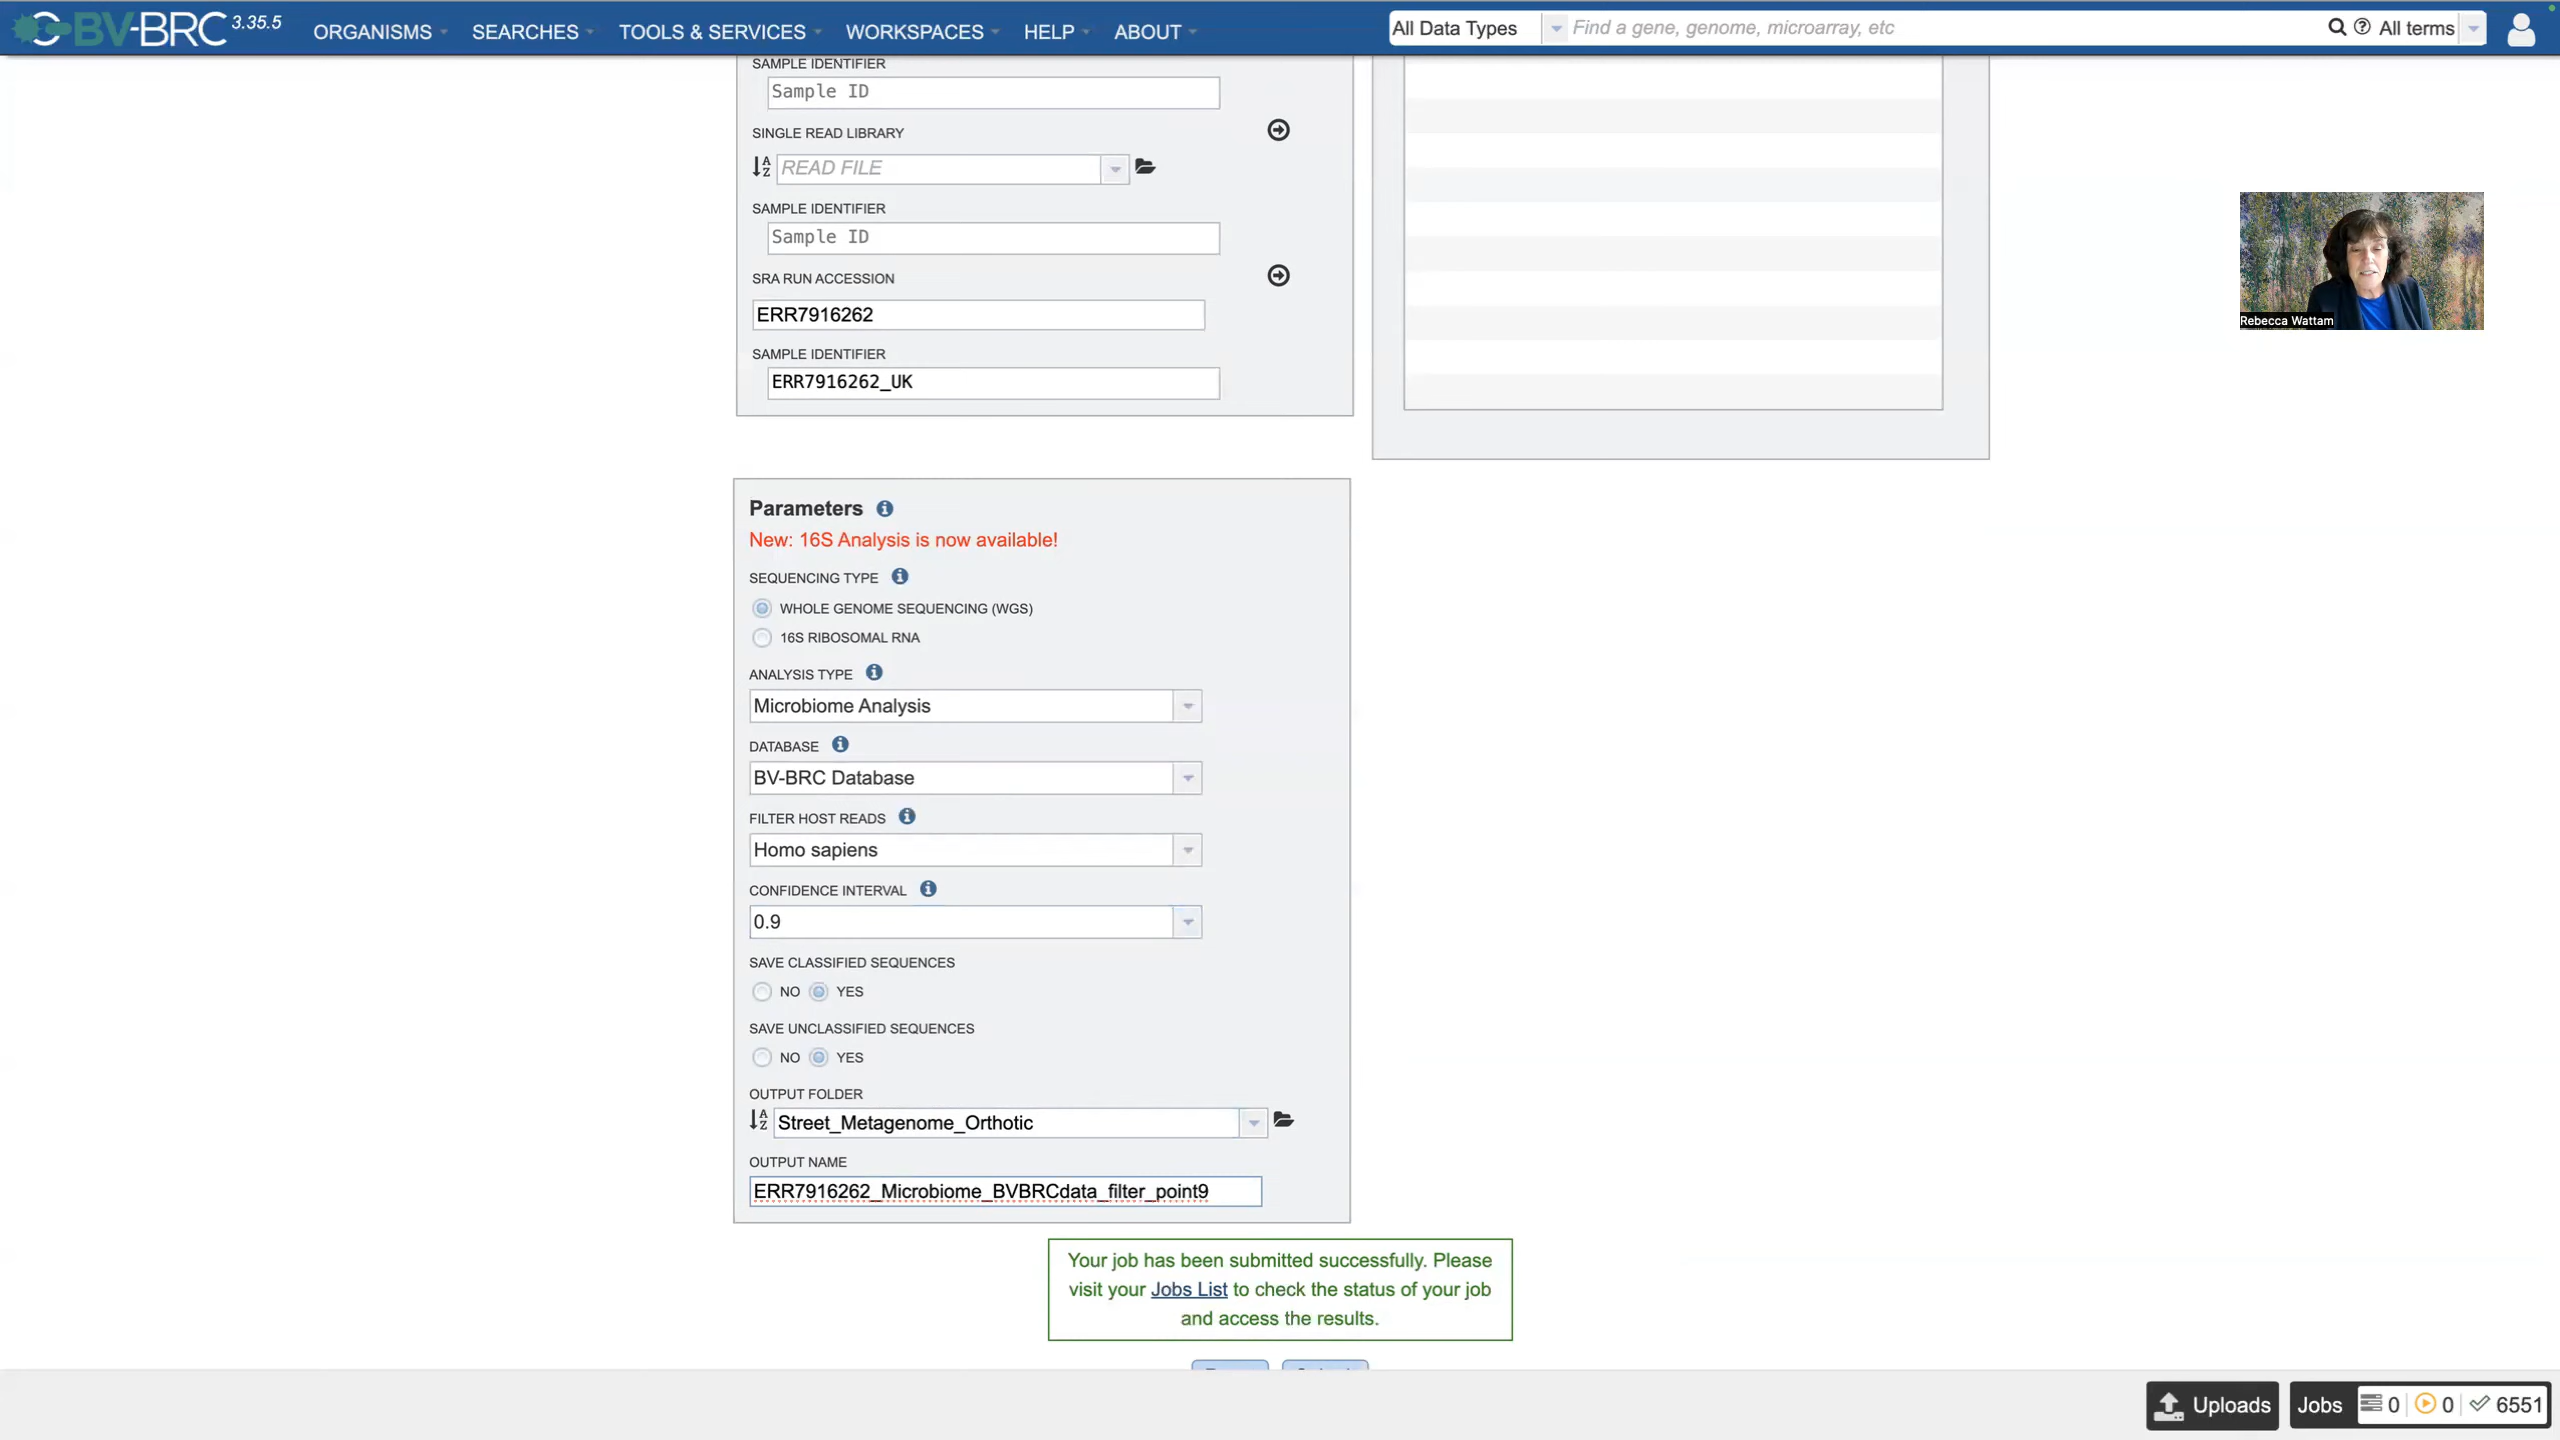 BV-BRC 3.35.5
ORGANISMS SEARCHES TOOLS & SERVICES WORKSPACES HELP ABOUT All Data Types Find a gene, genome, microarray, etc All terms
SAMPLE IDENTIFIER
Sample ID
SINGLE READ LIBRARY
READ FILE
SAMPLE IDENTIFIER
Sample ID
SRA RUN ACCESSION
ERR7916262
SAMPLE IDENTIFIER
ERR7916262_UK
Rebecca Wattam
Parameters
New: 16S Analysis is now available!
SEQUENCING TYPE
WHOLE GENOME SEQUENCING (WGS)
16S RIBOSOMAL RNA
ANALYSIS TYPE
Microbiome Analysis
DATABASE
BV-BRC Database
FILTER HOST READS
Homo sapiens
CONFIDENCE INTERVAL
0.9
SAVE CLASSIFIED SEQUENCES
NO YES
SAVE UNCLASSIFIED SEQUENCES
NO YES
OUTPUT FOLDER
Street_Metagenome_Orthotic
OUTPUT NAME
ERR7916262_Microbiome_BVBRCdata_filter_point9
Your job has been submitted successfully. Please
visit your Jobs List to check the status of your job
and access the results.
Uploads Jobs 0 0 6551